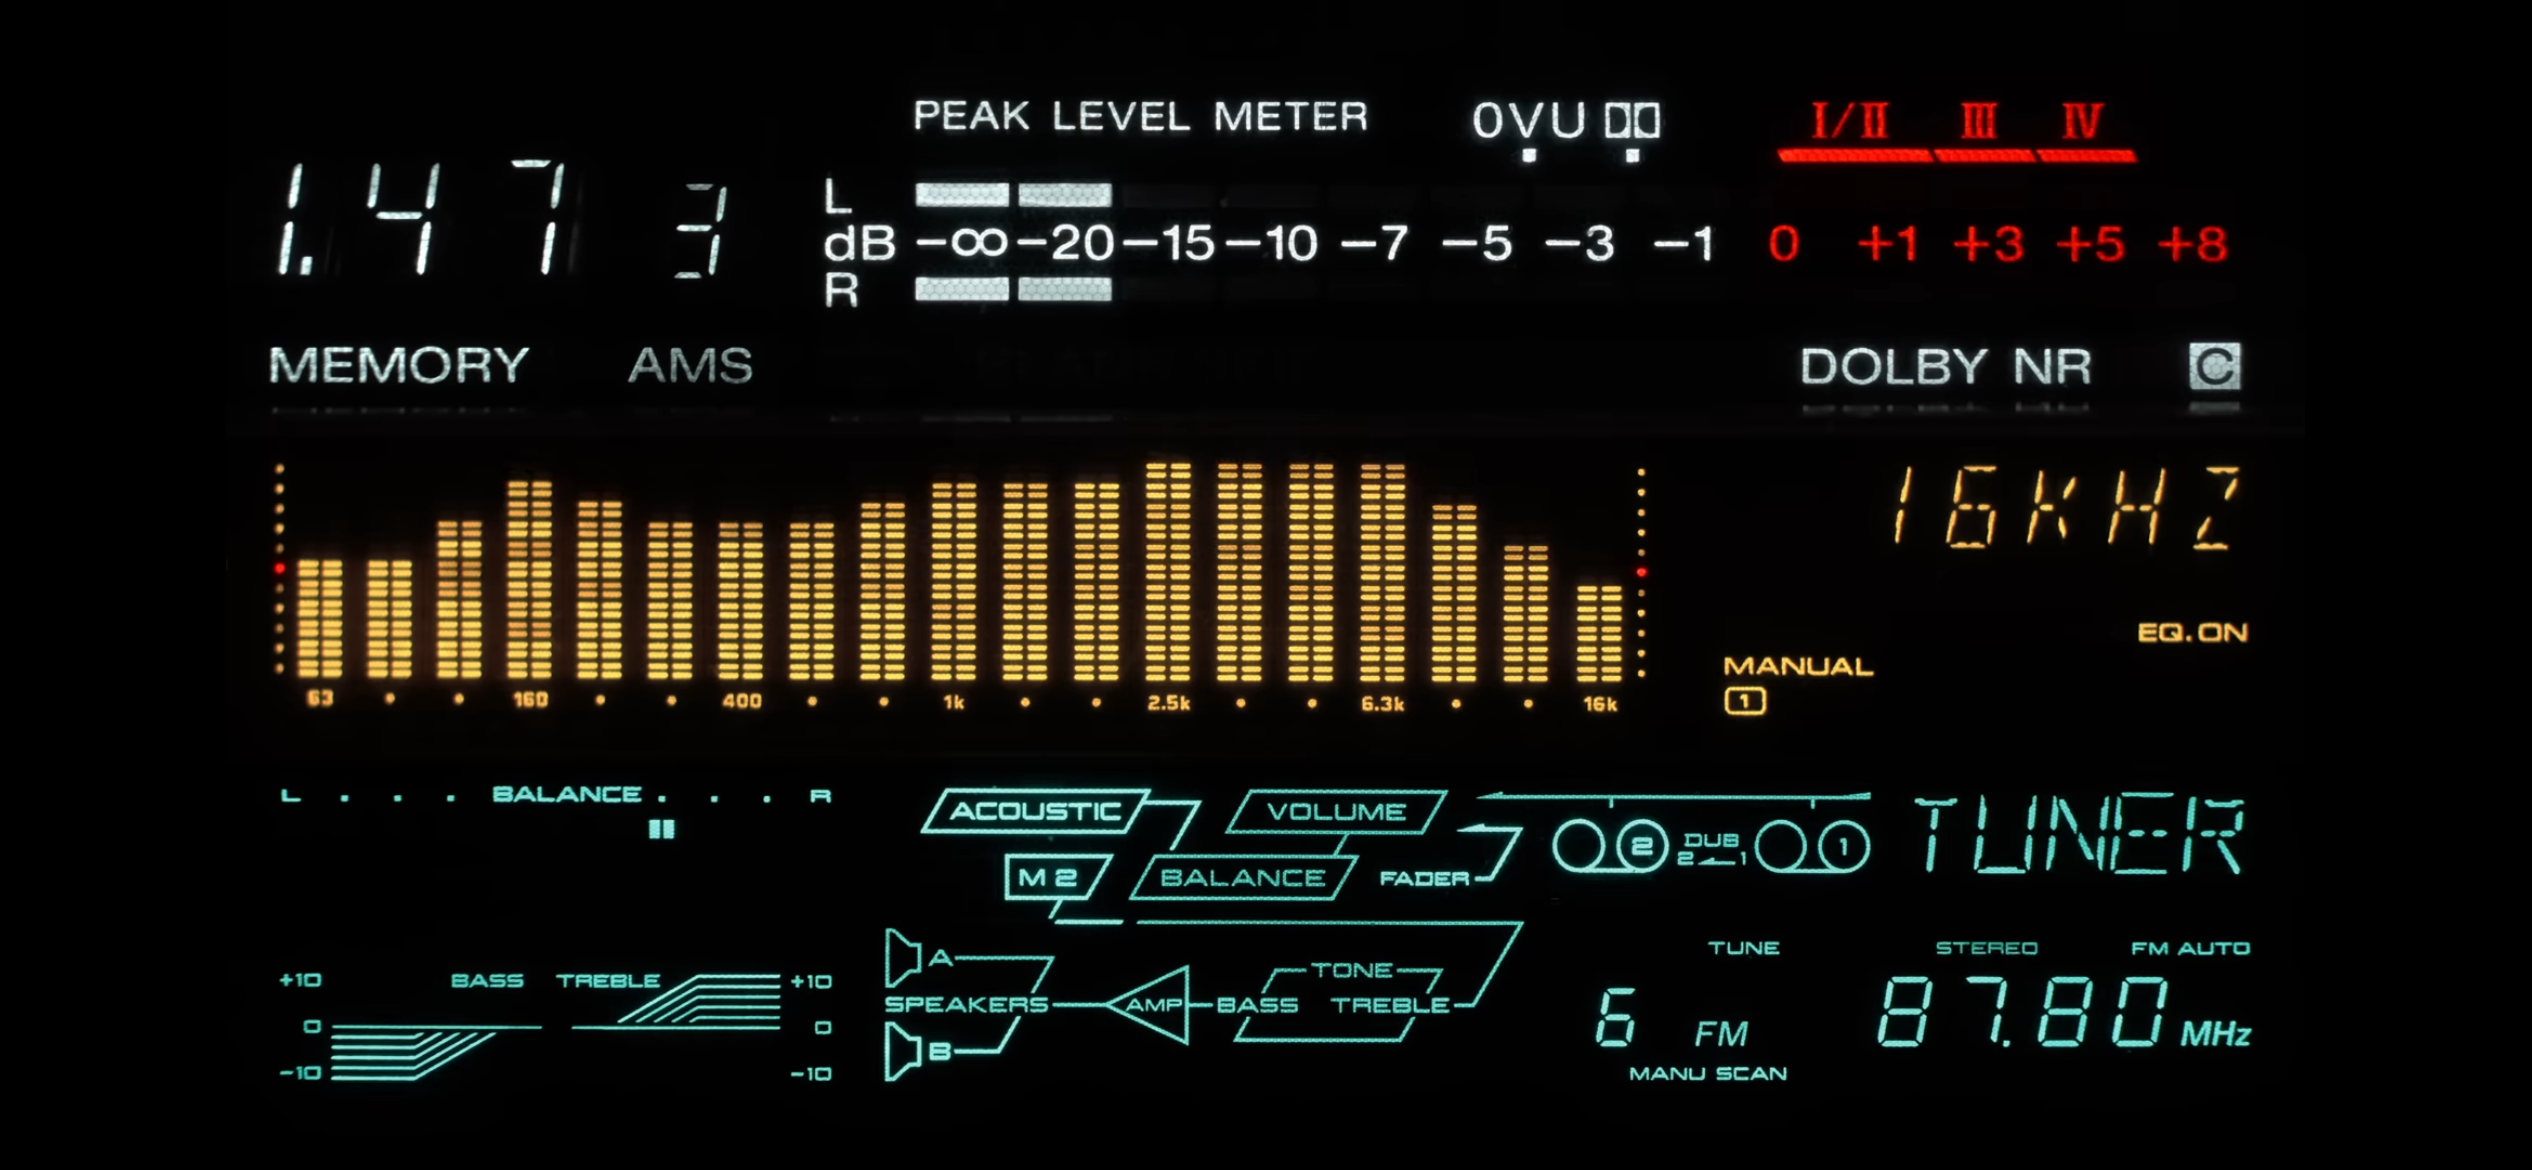 PEAK LEVEL METER 0VU
I/II III IV
1.47 3
L
dB -∞ -20 -15 -10 -7 -5 -3 -1 0 +1 +3 +5 +8
R
MEMORY AMS
DOLBY NR C
16KHZ
EQ. ON
MANUAL
1
63 160 400 1k 2.5k 6.3k 16k
L BALANCE R
ACOUSTIC VOLUME
M 2 BALANCE FADER
2 DUB 1
2 1
TUNER
+10 BASS TREBLE +10
0 0
-10 -10
A
SPEAKERS AMP BASS TREBLE
TONE
B
TUNE STEREO FM AUTO
6 FM 87.80 MHz
MANU SCAN